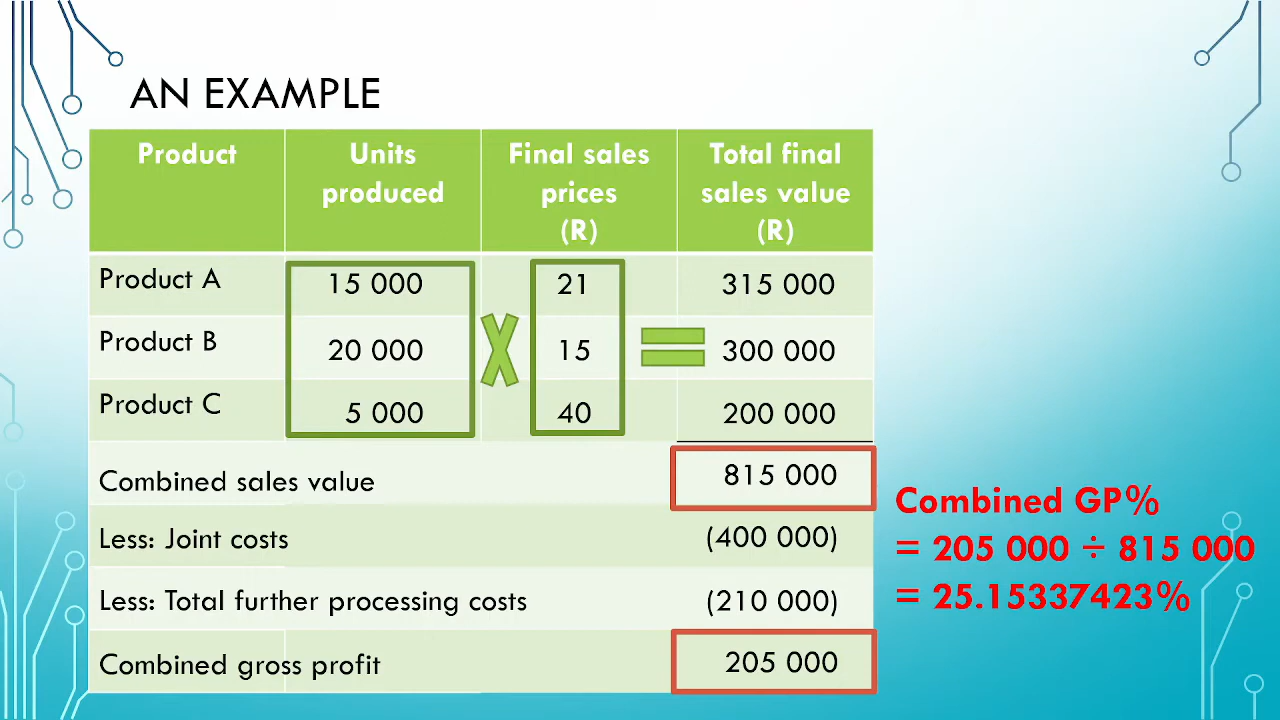 AN EXAMPLE
Product Units produced Final sales prices (R) Total final sales value (R)
Product A 15 000 21 315 000
Product B 20 000 15 300 000
Product C 5 000 40 200 000
Combined sales value 815 000
Less: Joint costs (400 000)
Less: Total further processing costs (210 000)
Combined gross profit 205 000
Combined GP%
= 205 000 ÷ 815 000
= 25.15337423%